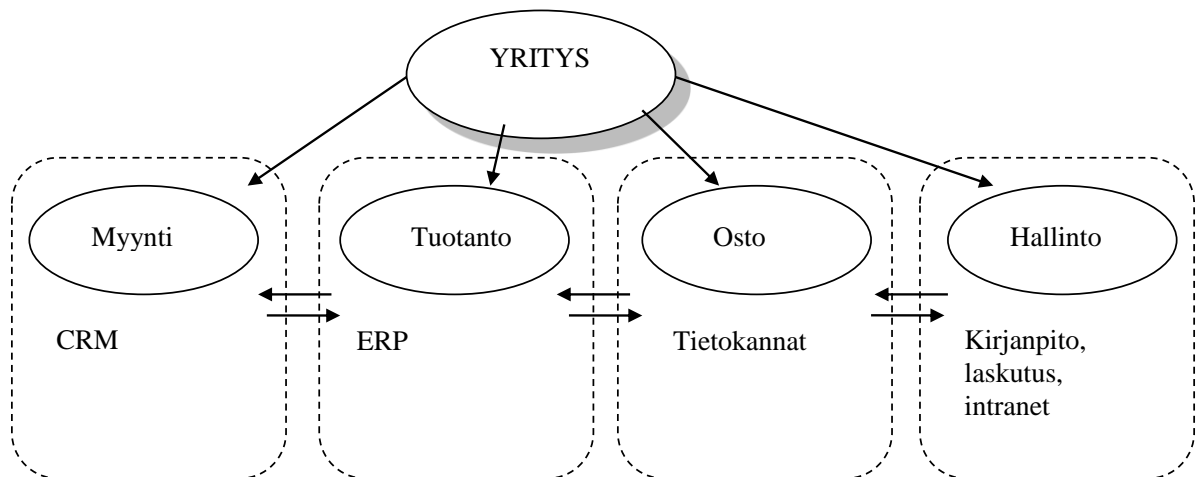 YRITYS
Myynti
Tuotanto
Osto
Hallinto
CRM
ERP
Tietokannat
Kirjanpito,
laskutus,
intranet